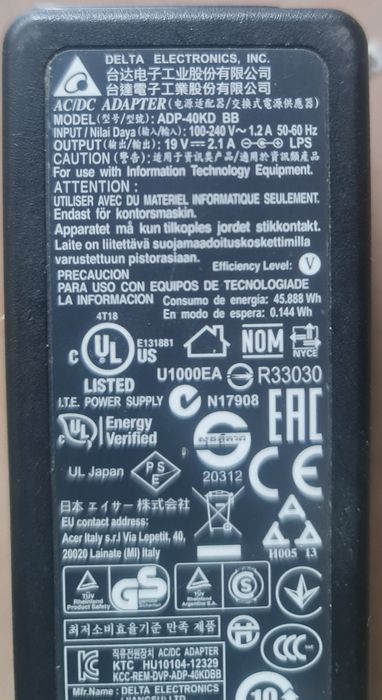 DELTA ELECTRONICS, INC.
台达电子工业股份有限公司
台達電子工業股份有限公司
AC/DC ADAPTER (电源适配器/交換式電源供應器)
MODEL(型号/型號): ADP-40KD BB
INPUT / Nilai Daya (输入/輸入): 100-240 V~ 1.2 A 50-60 Hz
OUTPUT(输出/輸出): 19 V 2.1 A LPS
CAUTION (警告): 适用于资讯类产品/適用於資訊類產品
For use with Information Technology Equipment.
ATTENTION :
UTILISER AVEC DU MATERIEL INFORMATIQUE SEULEMENT.
Endast för kontorsmaskin.
Apparatet må kun tilkoples jordet stikkontakt.
Laite on liitettävä suojamaadoituskoskettimilla
varustettuun pistorasiaan.
Efficiency Level: V
PRECAUCION
PARA USO CON EQUIPOS DE TECNOLOGIADE
LA INFORMACION Consumo de energia: 45.888 Wh
En modo de espera: 0.144 Wh
4T18
C UL US E131881
NOM
NYCE
LISTED
I.T.E. POWER SUPPLY
U1000EA R33030
N17908
EAC
UL Energy Verified
UL Japan
PSE
20312
CE
日本エイサー株式会社
EU contact address:
Acer Italy s.r.l Via Lepetit, 40,
20020 Lainate (MI) Italy
H005 13
TÜV
Rheinland
Product Safety
GS
TÜV
Rheinland
Argentina S.A.
S
최저소비효율기준 만족 제품
CCC
직류전원장치 AC/DC ADAPTER
KTC HU10104-12329
KCC-REM-DVP-ADP-40KDBB
Mfr.Name : DELTA ELECTRONICS